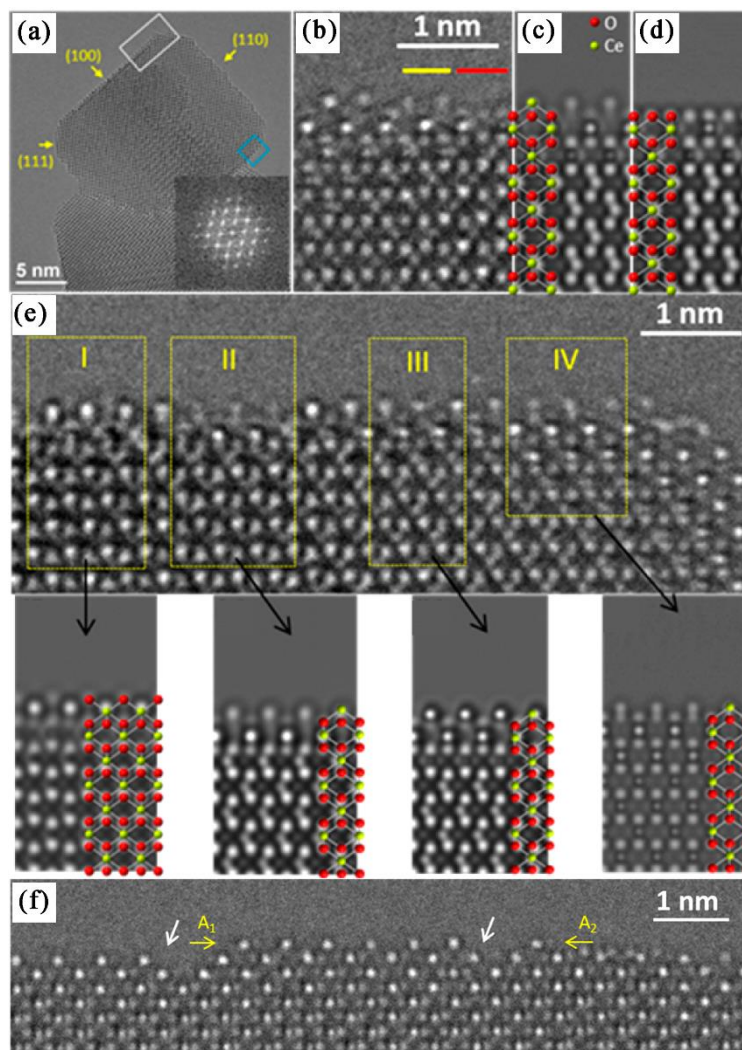 (a)
(110)
(100)
(111)
5 nm
(b)
1 nm
(c)
O
Ce
(d)
(e)
1 nm
I
II
III
IV
(f)
A₁
A₂
1 nm